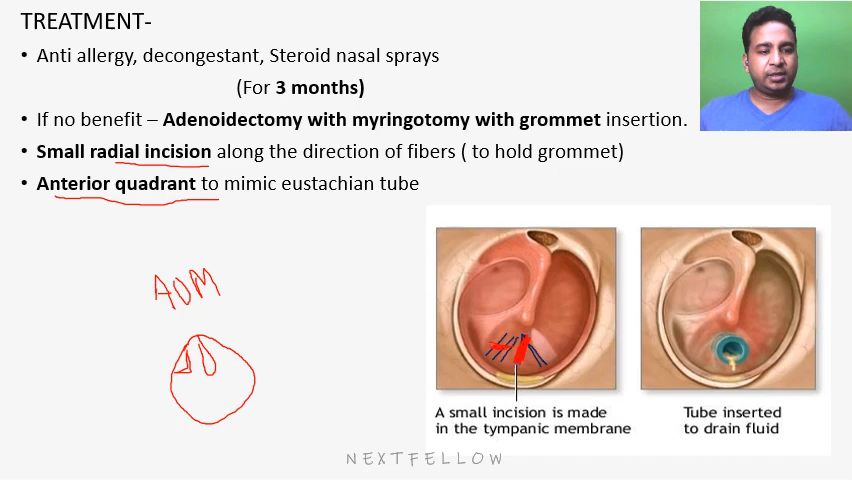 TREATMENT-
• Anti allergy, decongestant, Steroid nasal sprays
(For 3 months)
• If no benefit – Adenoidectomy with myringotomy with grommet insertion.
• Small radial incision along the direction of fibers ( to hold grommet)
• Anterior quadrant to mimic eustachian tube
AOM
A small incision is made
in the tympanic membrane
Tube inserted
to drain fluid
NEXTFELLOW